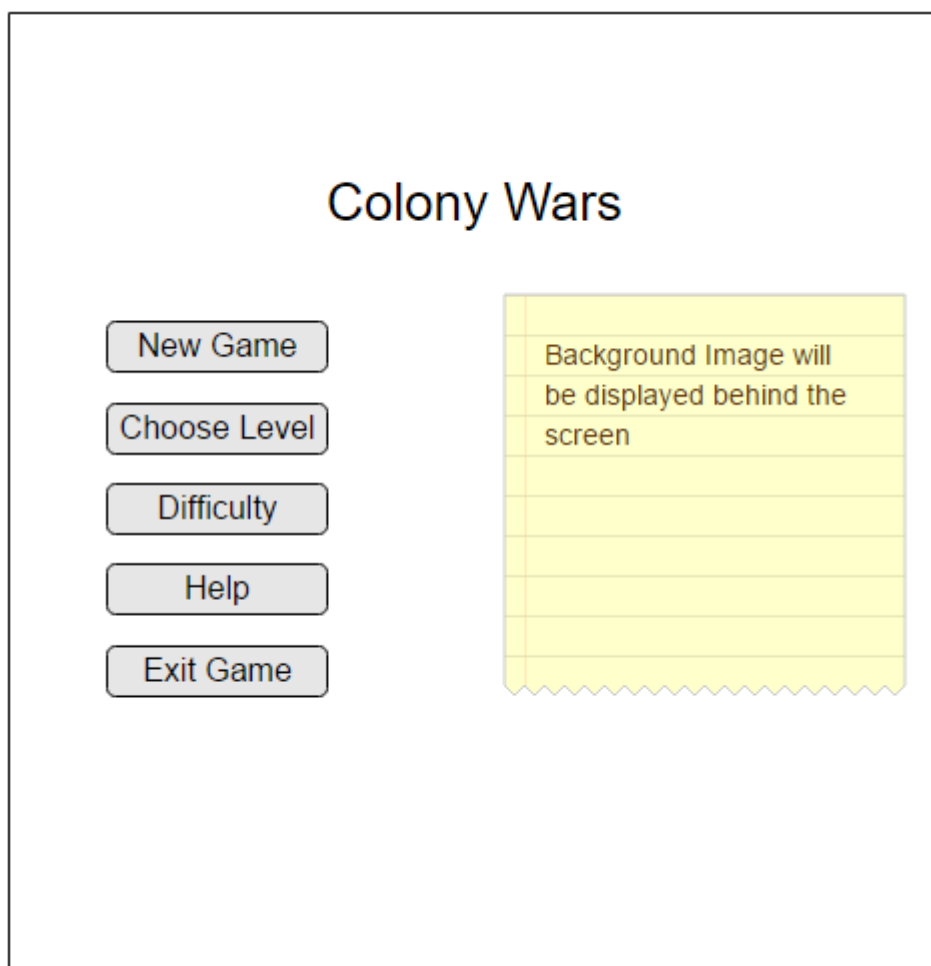 Colony Wars
New Game
Choose Level
Difficulty
Help
Exit Game
Background Image will
be displayed behind the
screen